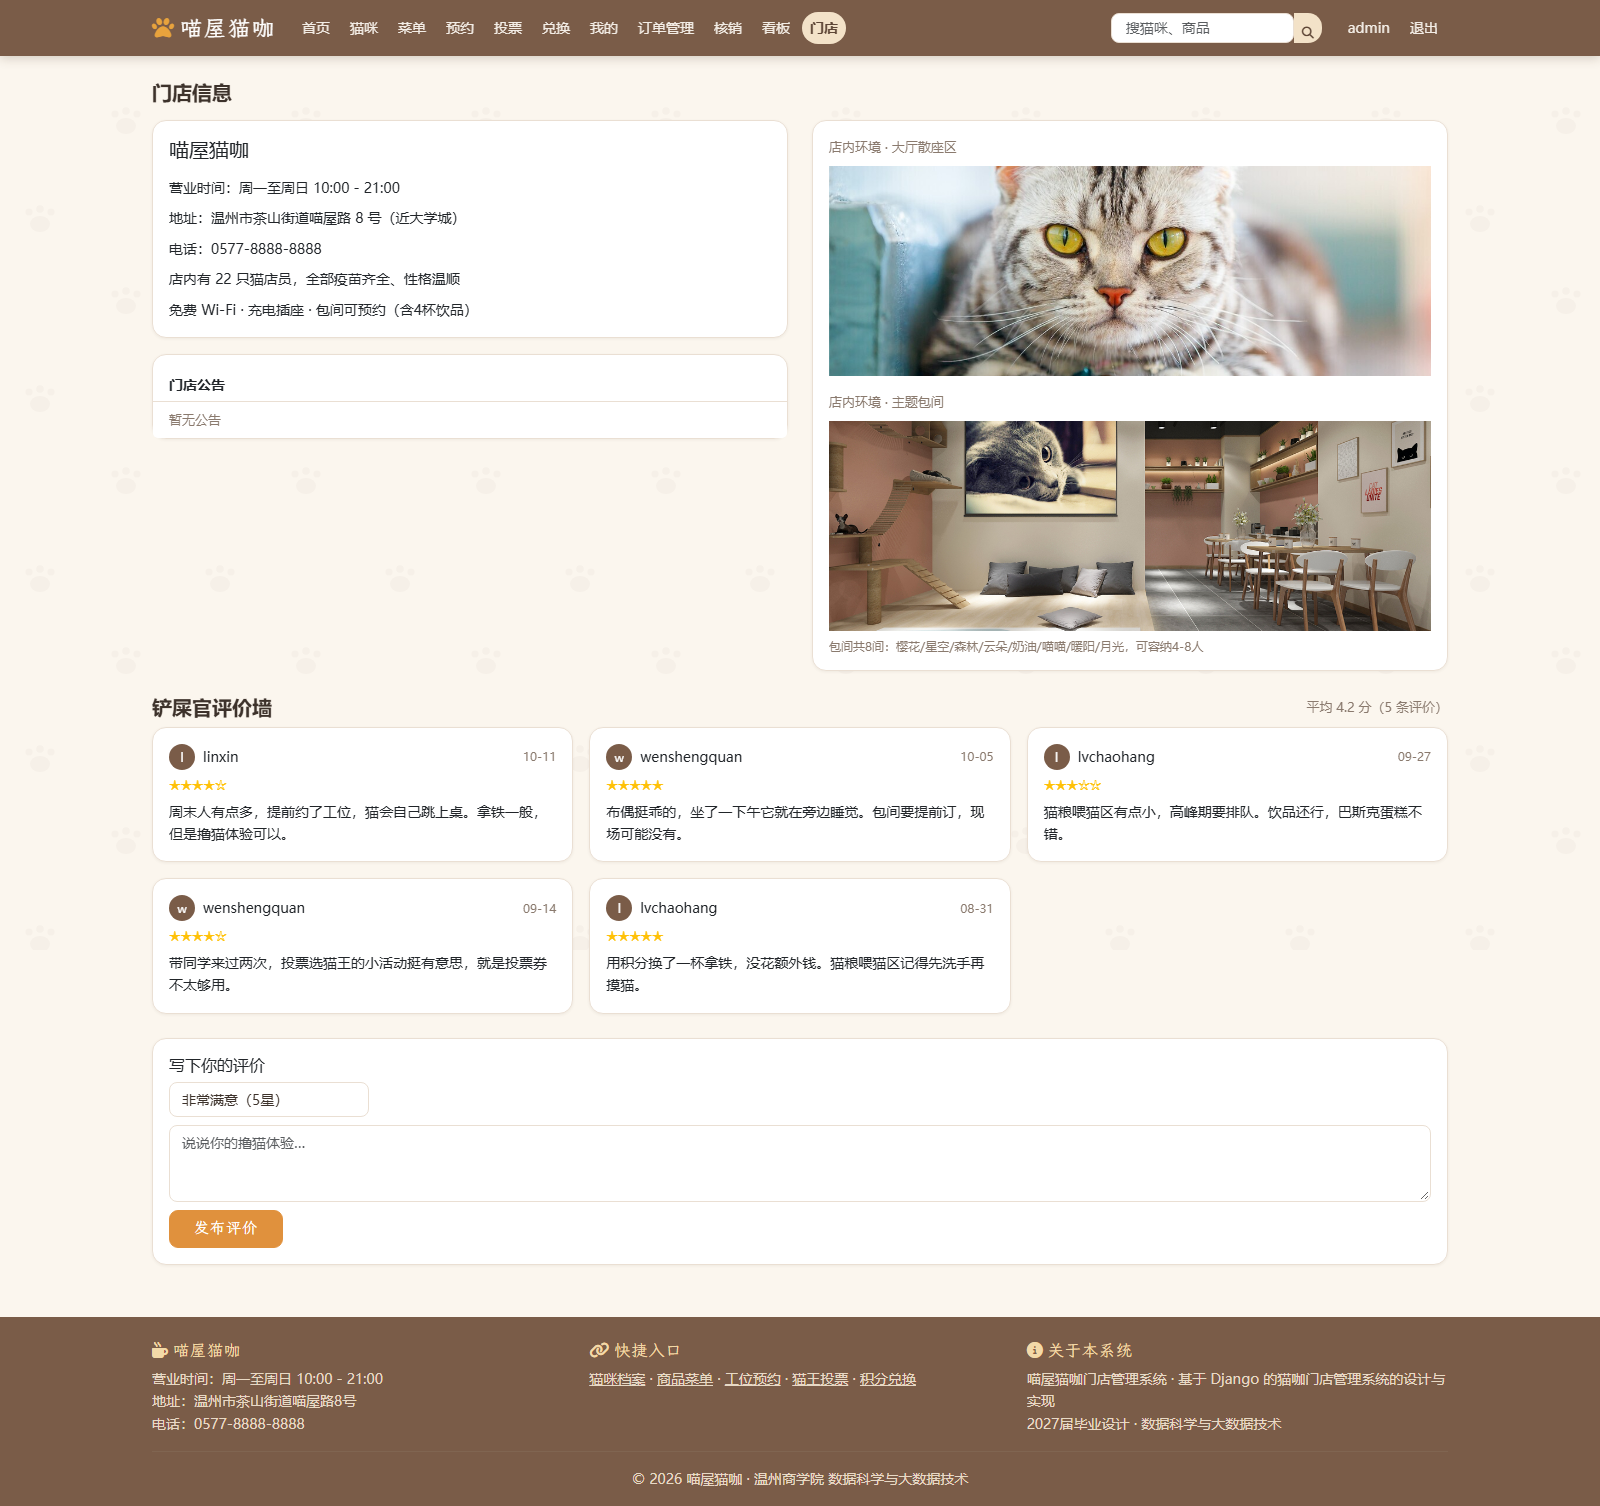 喵屋猫咖 首页 猫咪 菜单 预约 投票 兑换 我的 订单管理 核销 看板 门店 搜猫咪、商品 admin 退出
门店信息
喵屋猫咖
营业时间：周一至周日 10:00 - 21:00
地址：温州市茶山街道喵屋路 8 号（近大学城）
电话：0577-8888-8888
店内有 22 只猫店员，全部疫苗齐全、性格温顺
免费 Wi-Fi · 充电插座 · 包间可预约（含4杯饮品）
门店公告
暂无公告
店内环境 · 大厅散座区
店内环境 · 主题包间
包间共8间：樱花/星空/森林/云朵/奶油/喵喵/暖阳/月光，可容纳4-8人
铲屎官评价墙
平均 4.2 分（5 条评价）
l linxin 10-11
★★★★☆
周末人有点多，提前约了工位，猫会自己跳上桌。拿铁一般，
但是撸猫体验可以。
w wenshengquan 10-05
★★★★★
布偶挺乖的，坐了一下午它就在旁边睡觉。包间要提前订，现
场可能没有。
l lvchaohang 09-27
★★★☆☆
猫粮喂猫区有点小，高峰期要排队。饮品还行，巴斯克蛋糕不
错。
w wenshengquan 09-14
★★★★☆
带同学来过两次，投票选猫王的小活动挺有意思，就是投票券
不太够用。
l lvchaohang 08-31
★★★★★
用积分换了一杯拿铁，没花额外钱。猫粮喂猫区记得先洗手再
摸猫。
写下你的评价
非常满意（5星）
说说你的撸猫体验...
发布评价
喵屋猫咖
营业时间：周一至周日 10:00 - 21:00
地址：温州市茶山街道喵屋路8号
电话：0577-8888-8888
快捷入口
猫咪档案 · 商品菜单 · 工位预约 · 猫王投票 · 积分兑换
关于本系统
喵屋猫咖门店管理系统 · 基于 Django 的猫咖门店管理系统的设计与
实现
2027届毕业设计 · 数据科学与大数据技术
© 2026 喵屋猫咖 · 温州商学院 数据科学与大数据技术